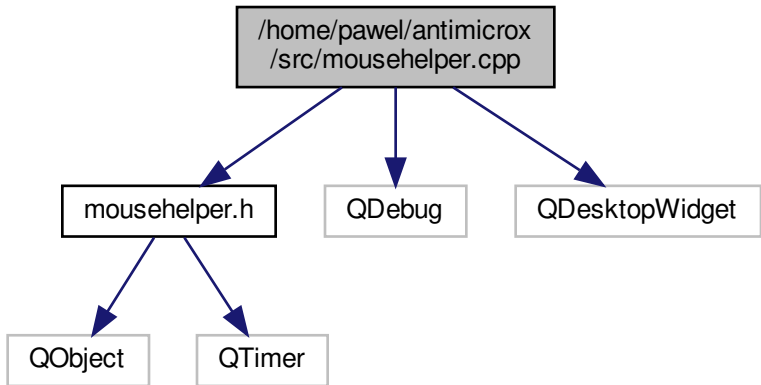 /home/pawel/antimicrox
/src/mousehelper.cpp
mousehelper.h
QDebug
QDesktopWidget
QObject
QTimer